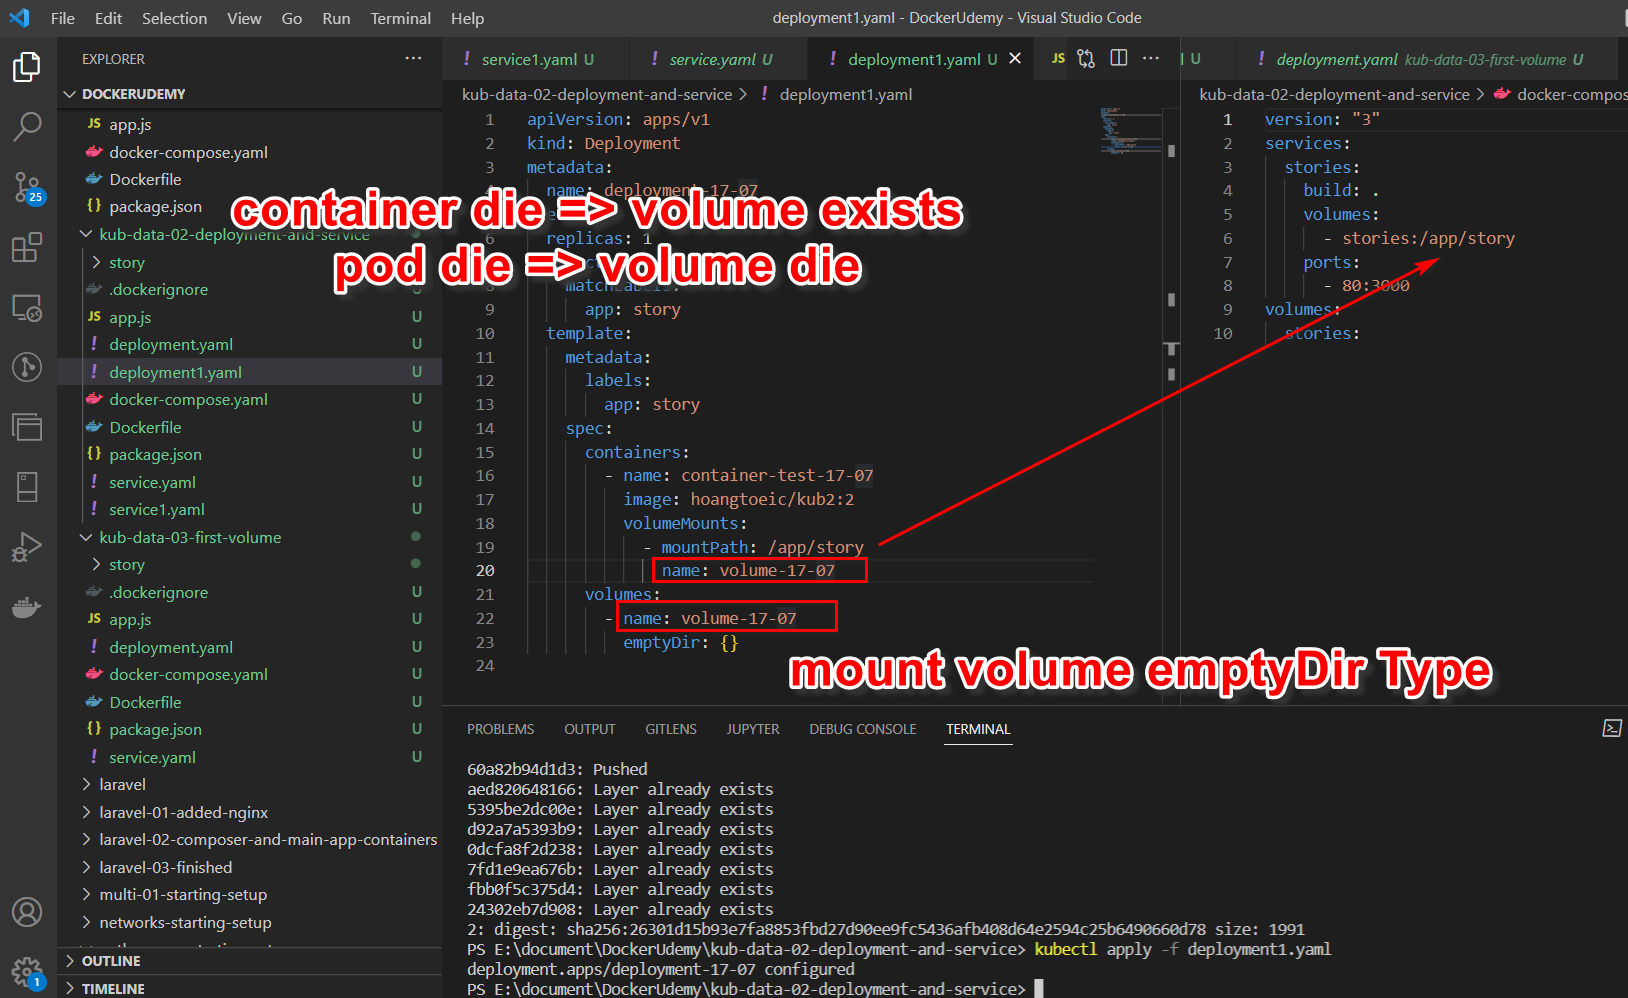 File Edit Selection View Go Run Terminal Help
deployment1.yaml - DockerUdemy - Visual Studio Code
EXPLORER
DOCKERUDEMY
JS app.js
docker-compose.yaml
Dockerfile
{} package.json
kub-data-02-deployment-and-service
story
.dockerignore
JS app.js U
! deployment.yaml U
! deployment1.yaml U
docker-compose.yaml U
Dockerfile U
{} package.json U
! service.yaml U
! service1.yaml U
kub-data-03-first-volume
story
.dockerignore U
JS app.js U
! deployment.yaml U
docker-compose.yaml U
Dockerfile U
{} package.json U
! service.yaml U
laravel
laravel-01-added-nginx
laravel-02-composer-and-main-app-containers
laravel-03-finished
multi-01-starting-setup
networks-starting-setup
OUTLINE
TIMELINE
25
1
! service1.yaml U
! service.yaml U
! deployment1.yaml U
JS
kub-data-02-deployment-and-service > ! deployment1.yaml
1 apiVersion: apps/v1
2 kind: Deployment
3 metadata:
4 name: deployment-17-07
container die => volume exists
6 replicas: 1
pod die => volume die
8 matchLabels:
9 app: story
10 template:
11 metadata:
12 labels:
13 app: story
14 spec:
15 containers:
16 - name: container-test-17-07
17 image: hoangtoeic/kub2:2
18 volumeMounts:
19 - mountPath: /app/story
20 name: volume-17-07
21 volumes:
22 - name: volume-17-07
23 emptyDir: {}
24
mount volume emptyDir Type
U
! deployment.yaml kub-data-03-first-volume U
kub-data-02-deployment-and-service > docker-compos
1 version: "3"
2 services:
3 stories:
4 build: .
5 volumes:
6 - stories:/app/story
7 ports:
8 - 80:3000
9 volumes:
10 stories:
PROBLEMS OUTPUT GITLENS JUPYTER DEBUG CONSOLE TERMINAL
60a82b94d1d3: Pushed
aed820648166: Layer already exists
5395be2dc00e: Layer already exists
d92a7a5393b9: Layer already exists
0dcfa8f2d238: Layer already exists
7fd1e9ea676b: Layer already exists
fbb0f5c375d4: Layer already exists
24302eb7d908: Layer already exists
2: digest: sha256:26301d15b93e7fa8853fbd27d90ee9fc5436afb408d64e2594c25b6490660d78 size: 1991
PS E:\document\DockerUdemy\kub-data-02-deployment-and-service> kubectl apply -f deployment1.yaml
deployment.apps/deployment-17-07 configured
PS E:\document\DockerUdemy\kub-data-02-deployment-and-service>